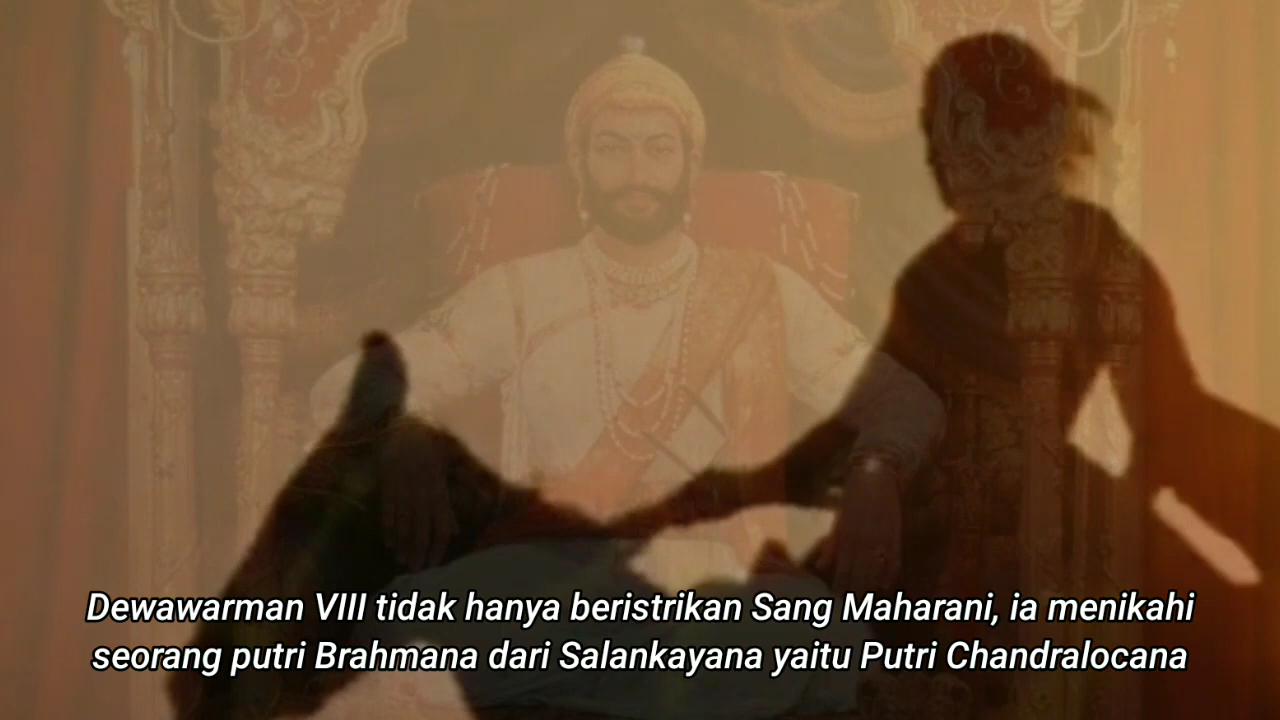 Dewawarman VIII tidak hanya beristrikan Sang Maharani, ia menikahi
seorang putri Brahmana dari Salankayana yaitu Putri Chandralocana